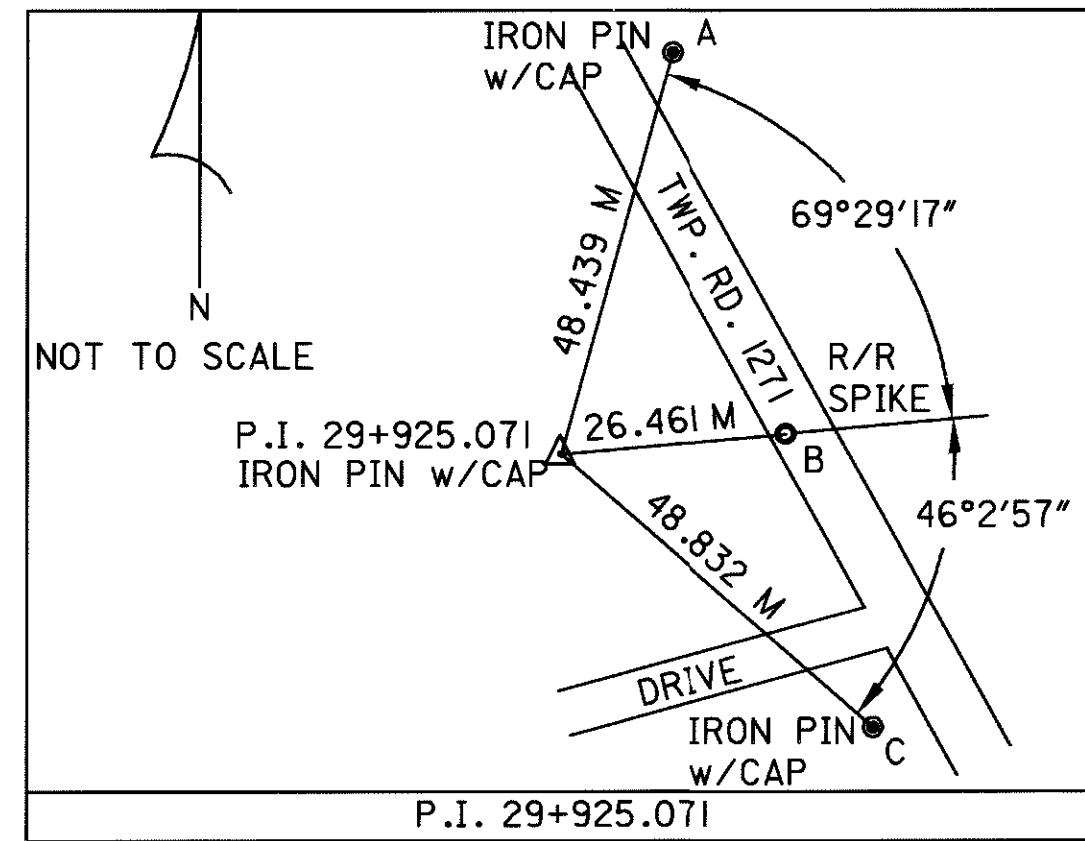 IRON PIN
w/CAP
A
69°29'17"
48.439 M
TWP. RD. 1271
N
NOT TO SCALE
R/R
SPIKE
P.I. 29+925.071
IRON PIN w/CAP
26.461 M
B
46°2'57"
48.832 M
DRIVE
IRON PIN
w/CAP
C
P.I. 29+925.071